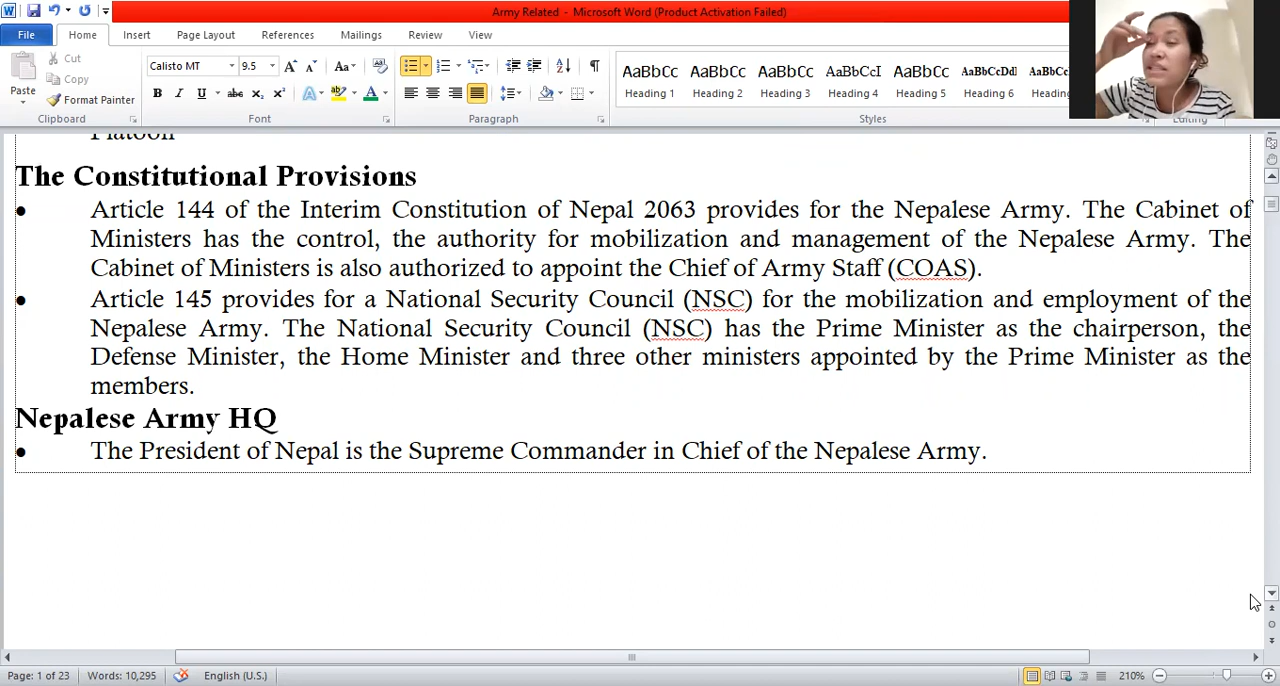 Army Related - Microsoft Word (Product Activation Failed)
File Home Insert Page Layout References Mailings Review View
Paste
Cut
Copy
Format Painter
Calisto MT 9.5
AaBbCc AaBbCc AaBbCc AaBbCcI AaBbCc AaBbCcDd AaBbCc
Heading 1 Heading 2 Heading 3 Heading 4 Heading 5 Heading 6 Heading
Clipboard Font Paragraph Styles Editing
Platoon
The Constitutional Provisions
● Article 144 of the Interim Constitution of Nepal 2063 provides for the Nepalese Army. The Cabinet of
Ministers has the control, the authority for mobilization and management of the Nepalese Army. The
Cabinet of Ministers is also authorized to appoint the Chief of Army Staff (COAS).
● Article 145 provides for a National Security Council (NSC) for the mobilization and employment of the
Nepalese Army. The National Security Council (NSC) has the Prime Minister as the chairperson, the
Defense Minister, the Home Minister and three other ministers appointed by the Prime Minister as the
members.
Nepalese Army HQ
● The President of Nepal is the Supreme Commander in Chief of the Nepalese Army.
Page: 1 of 23 Words: 10,295 English (U.S.) 210%